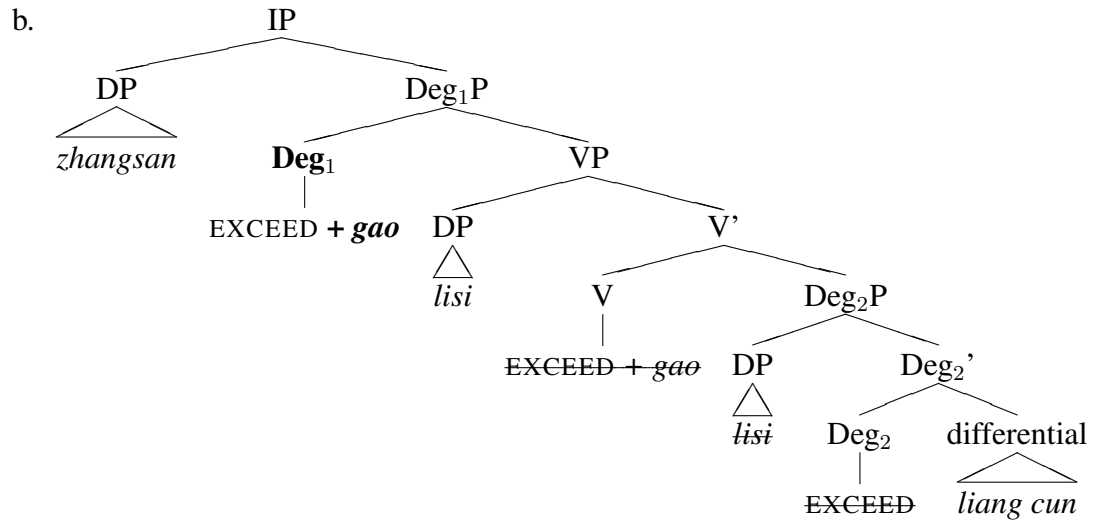 b. IP
DP Deg₁P
zhangsan Deg₁ VP
EXCEED + gao DP V'
lisi V Deg₂P
EXCEED + gao DP Deg₂'
lisi Deg₂ differential
EXCEED liang cun